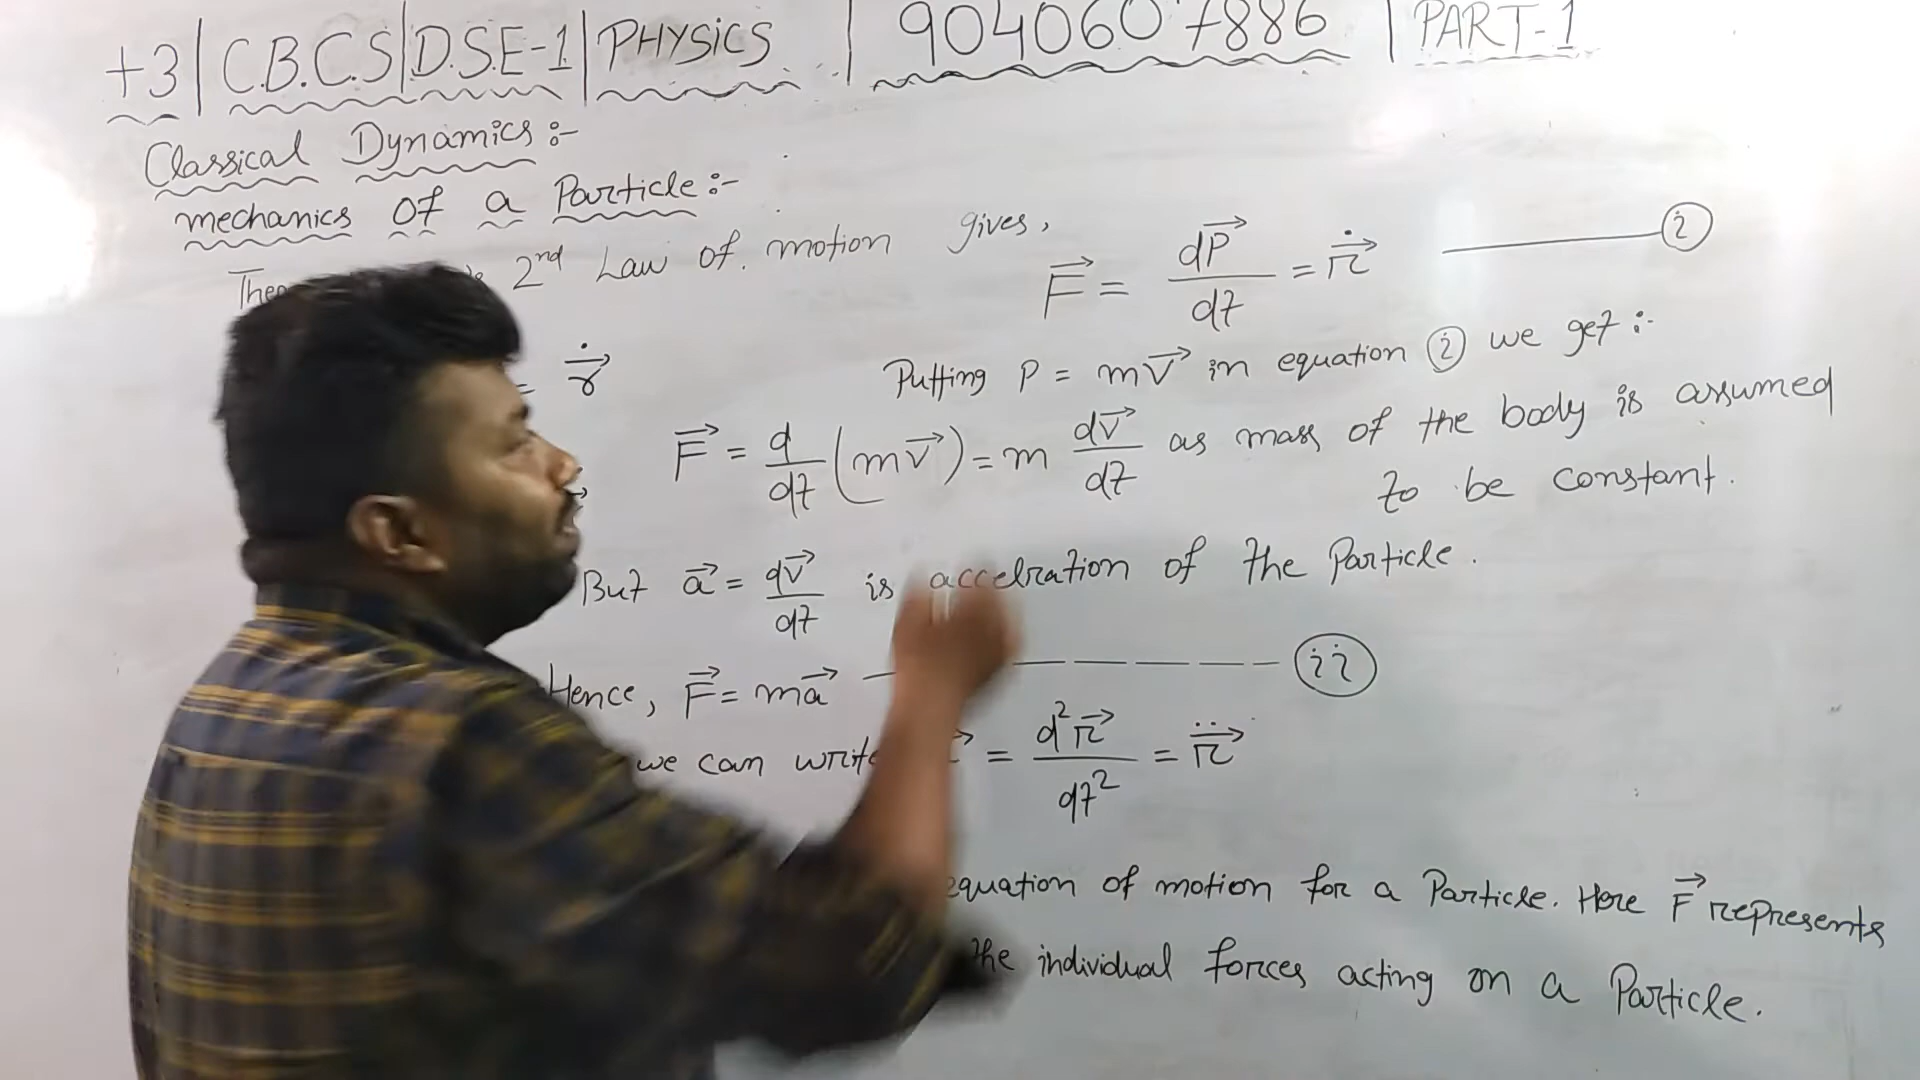 +3 | C.B.C.S | D.S.E-1 | PHYSICS | 9040607886 | PART-1
Classical Dynamics :-
mechanics of a Particle :-
2nd Law of motion gives,
F⃗ = dP⃗/dt = ṙ⃗ —— (i)
= ṙ⃗
Putting P = mv⃗ in equation (i) we get :-
F⃗ = d/dt (mv⃗) = m dv⃗/dt as mass of the body is assumed
to be constant.
But a⃗ = dv⃗/dt is accelration of the Particle.
Hence, F⃗ = ma⃗ —— (ii)
we can write = d²r⃗/dt² = r̈⃗
equation of motion for a Particle. Here F⃗ represents
the individual forces acting on a Particle.